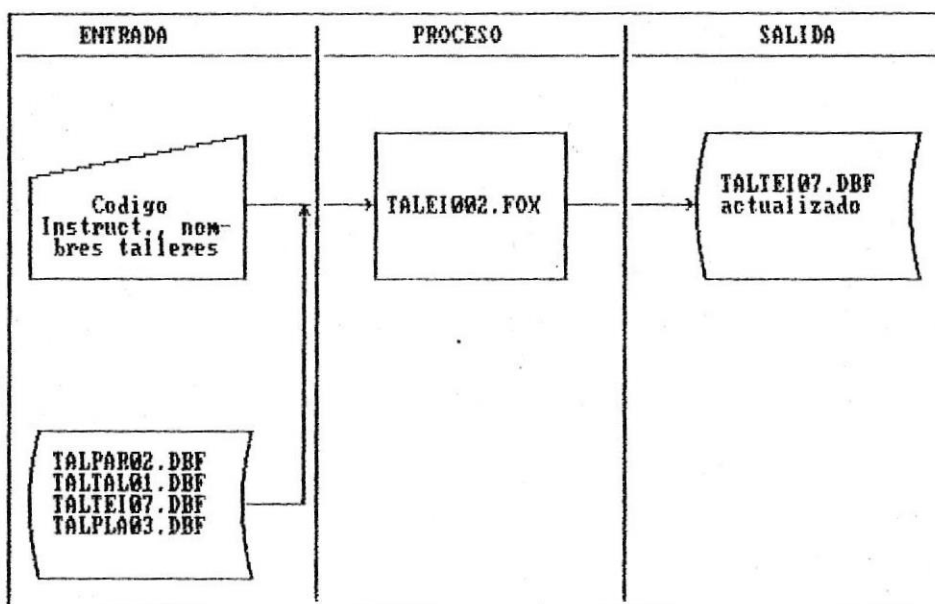 ENTRADA
PROCESO
SALIDA
Codigo
Instruct., nom-
bres talleres
TALEI002.FOX
TALTEI07.DBF
actualizado
TALPAR02.DBF
TALTAL01.DBF
TALTEI07.DBF
TALPLA03.DBF